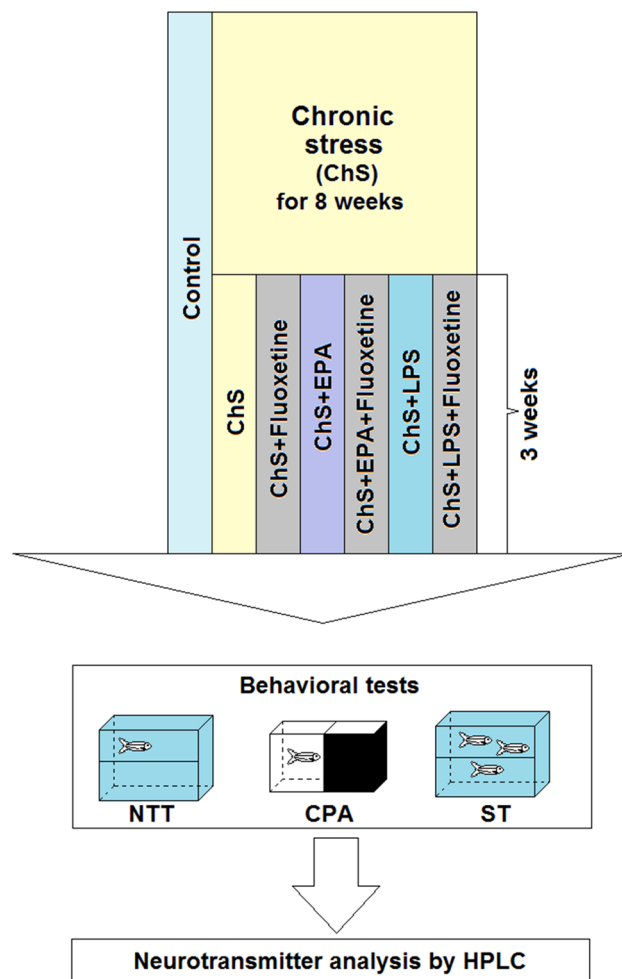 Chronic
stress
(ChS)
for 8 weeks
Control
ChS
ChS+Fluoxetine
ChS+EPA
ChS+EPA+Fluoxetine
ChS+LPS
ChS+LPS+Fluoxetine
3 weeks
Behavioral tests
NTT
CPA
ST
Neurotransmitter analysis by HPLC